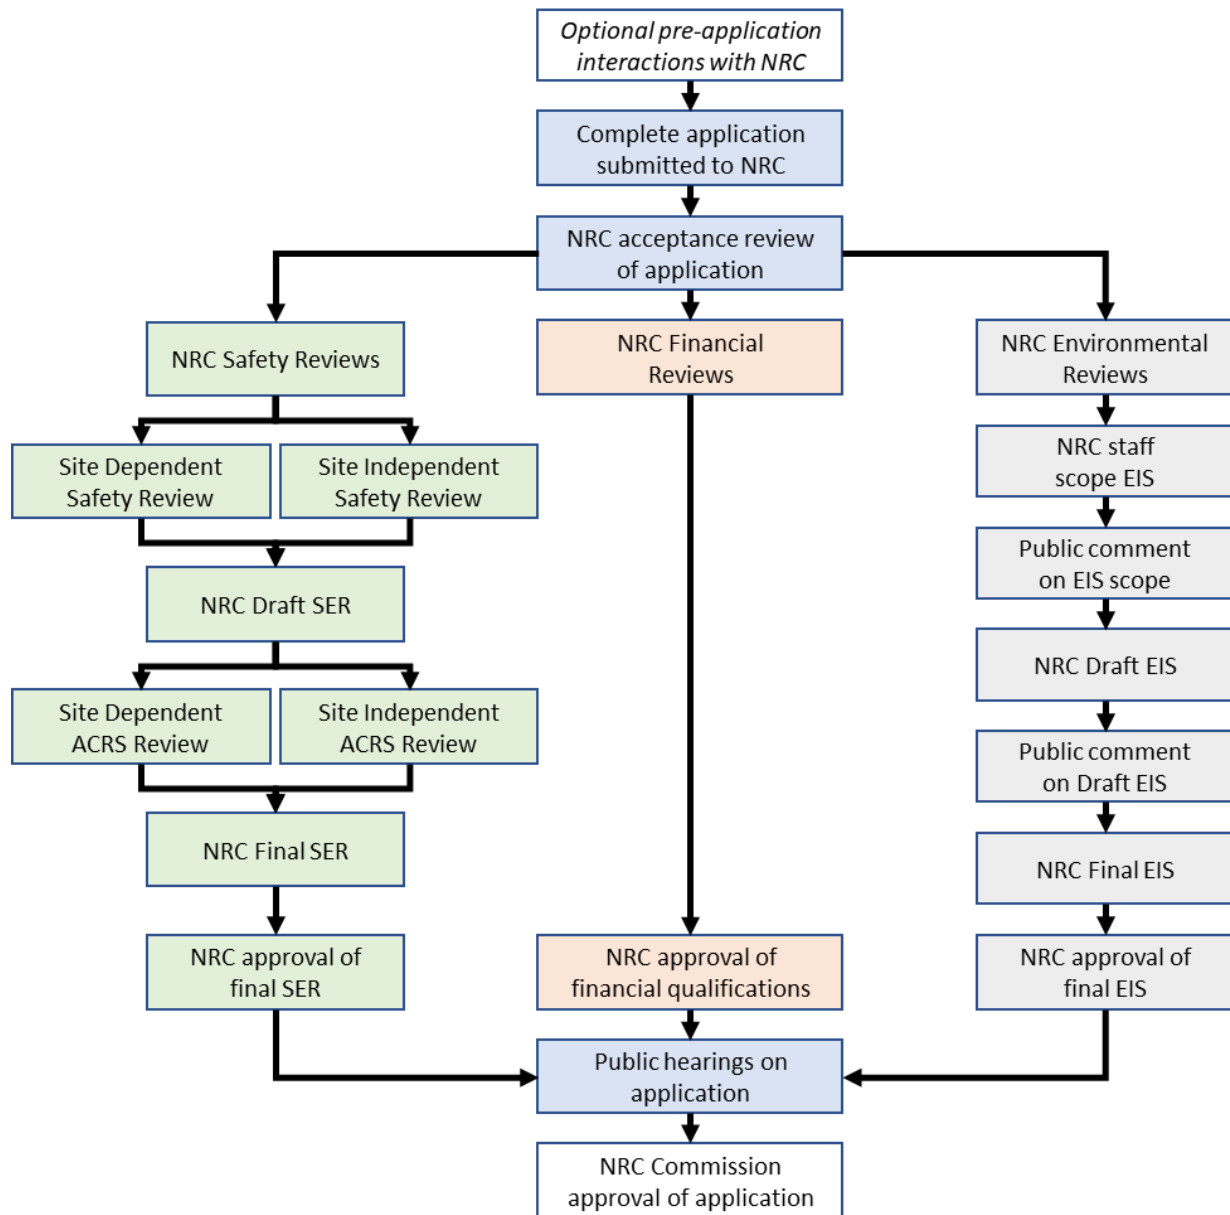 Optional pre-application
interactions with NRC
Complete application
submitted to NRC
NRC acceptance review
of application
NRC Safety Reviews
NRC Financial
Reviews
NRC Environmental
Reviews
Site Dependent
Safety Review
Site Independent
Safety Review
NRC staff
scope EIS
Public comment
on EIS scope
NRC Draft SER
NRC Draft EIS
Site Dependent
ACRS Review
Site Independent
ACRS Review
Public comment
on Draft EIS
NRC Final SER
NRC Final EIS
NRC approval of
final SER
NRC approval of
financial qualifications
NRC approval of
final EIS
Public hearings on
application
NRC Commission
approval of application